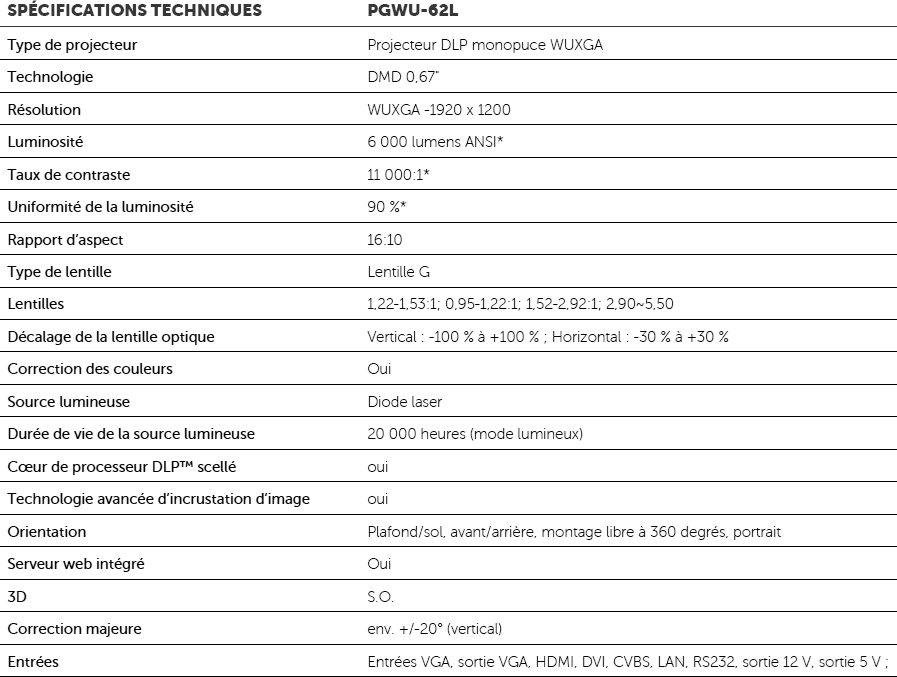 SPÉCIFICATIONS TECHNIQUES PGWU-62L
Type de projecteur Projecteur DLP monopuce WUXGA
Technologie DMD 0,67"
Résolution WUXGA -1920 x 1200
Luminosité 6 000 lumens ANSI*
Taux de contraste 11 000:1*
Uniformité de la luminosité 90 %*
Rapport d'aspect 16:10
Type de lentille Lentille G
Lentilles 1,22-1,53:1; 0,95-1,22:1; 1,52-2,92:1; 2,90~5,50
Décalage de la lentille optique Vertical : -100 % à +100 % ; Horizontal : -30 % à +30 %
Correction des couleurs Oui
Source lumineuse Diode laser
Durée de vie de la source lumineuse 20 000 heures (mode lumineux)
Cœur de processeur DLP™ scellé oui
Technologie avancée d'incrustation d'image oui
Orientation Plafond/sol, avant/arrière, montage libre à 360 degrés, portrait
Serveur web intégré Oui
3D S.O.
Correction majeure env. +/-20° (vertical)
Entrées Entrées VGA, sortie VGA, HDMI, DVI, CVBS, LAN, RS232, sortie 12 V, sortie 5 V ;